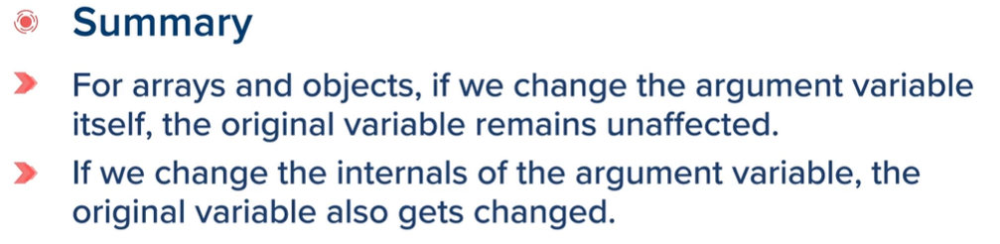 Summary
For arrays and objects, if we change the argument variable
itself, the original variable remains unaffected.
If we change the internals of the argument variable, the
original variable also gets changed.